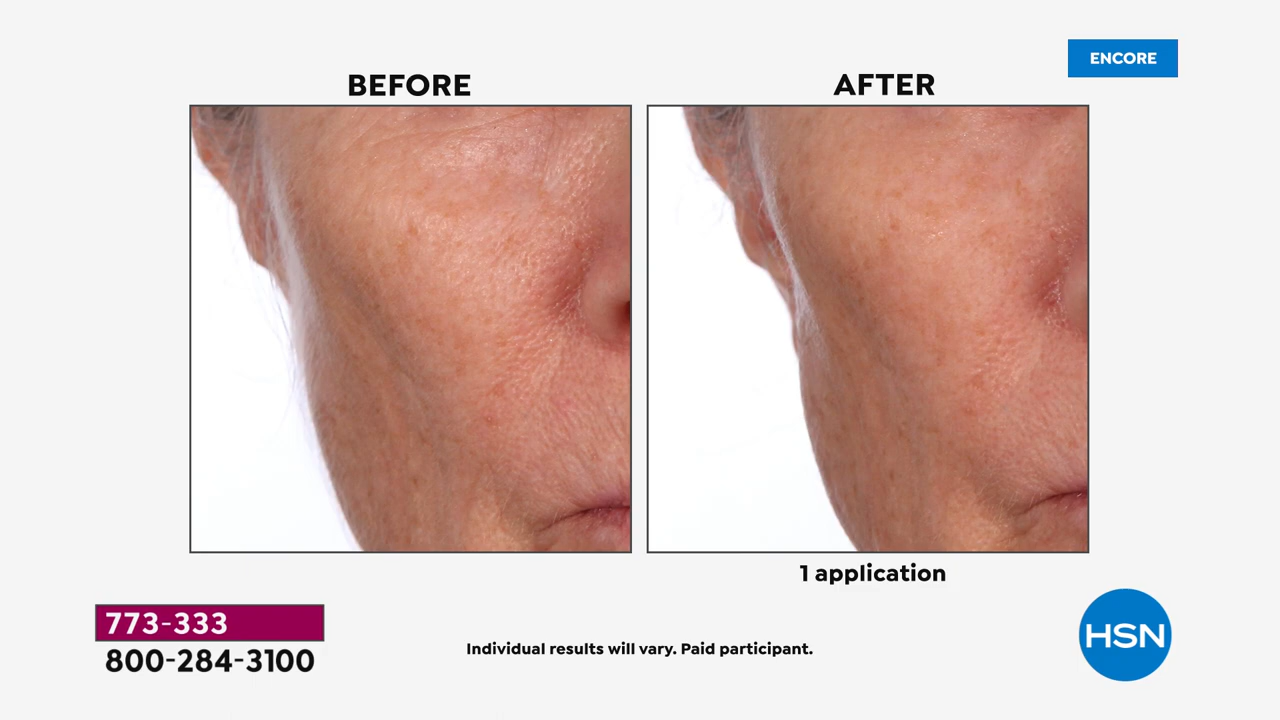 ENCORE
BEFORE
AFTER
1 application
773-333
800-284-3100
Individual results will vary. Paid participant.
HSN